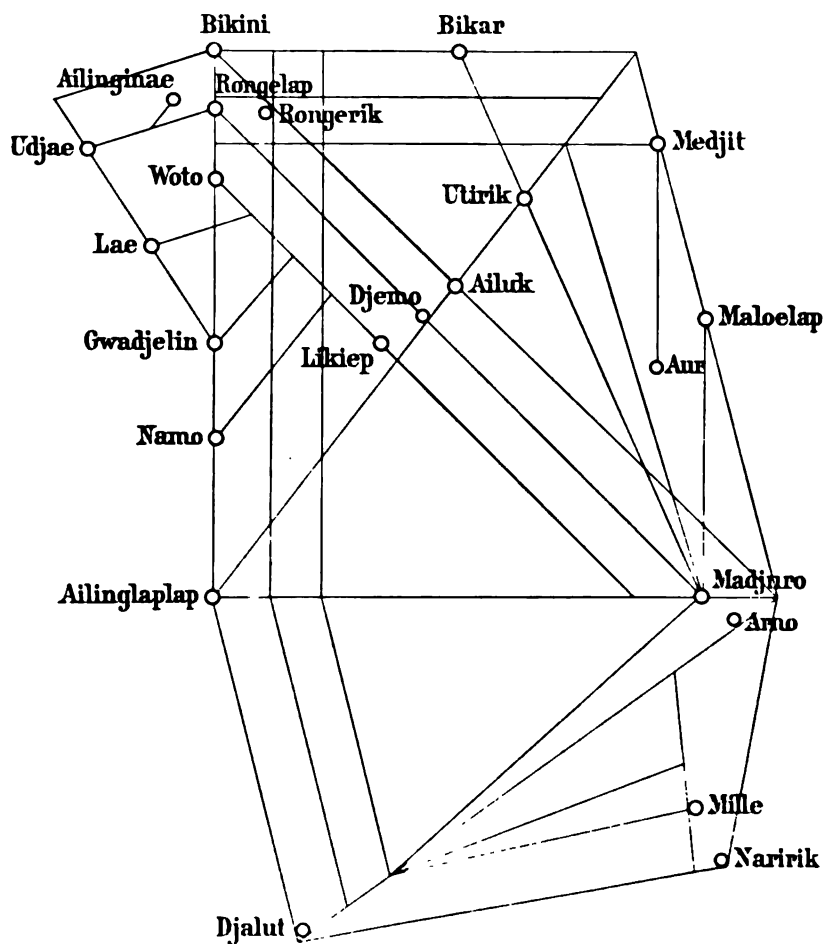 Bikini
Bikar
Ailinginae
Rongelap
Rongerik
Udjae
Medjit
Woto
Utirik
Lae
Djemo
Ailuk
Gwadjelin
Likiep
Maloelap
Aur
Namo
Ailinglaplap
Madjuro
Arno
Mille
Naririk
Djalut